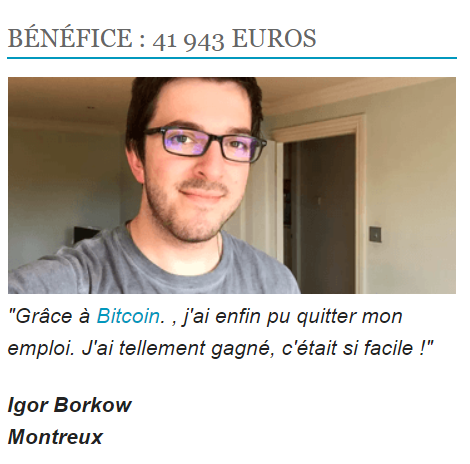 BÉNÉFICE : 41 943 EUROS
"Grâce à Bitcoin. , j'ai enfin pu quitter mon
emploi. J'ai tellement gagné, c'était si facile !"
Igor Borkow
Montreux